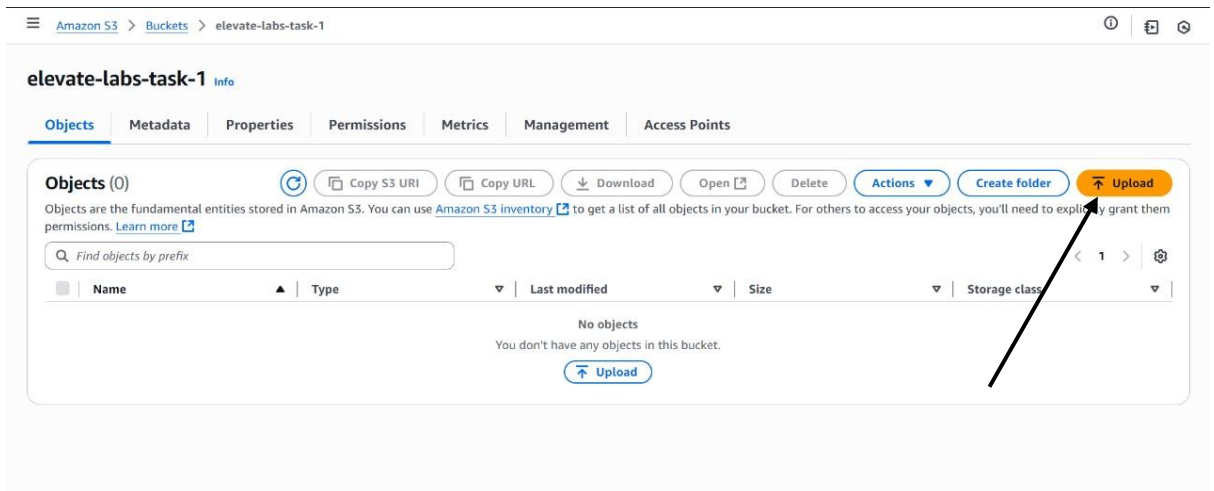 Amazon S3 > Buckets > elevate-labs-task-1
elevate-labs-task-1 Info
Objects Metadata Properties Permissions Metrics Management Access Points
Objects (0) Copy S3 URI Copy URL Download Open Delete Actions Create folder Upload
Objects are the fundamental entities stored in Amazon S3. You can use Amazon S3 inventory to get a list of all objects in your bucket. For others to access your objects, you'll need to explicitly grant them
permissions. Learn more
Find objects by prefix
< 1 >
Name Type Last modified Size Storage class
No objects
You don't have any objects in this bucket.
Upload